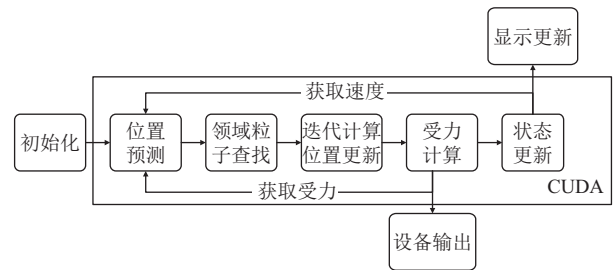 显示更新
获取速度
初始化
位置
预测
领域粒
子查找
迭代计算
位置更新
受力
计算
状态
更新
获取受力
CUDA
设备输出